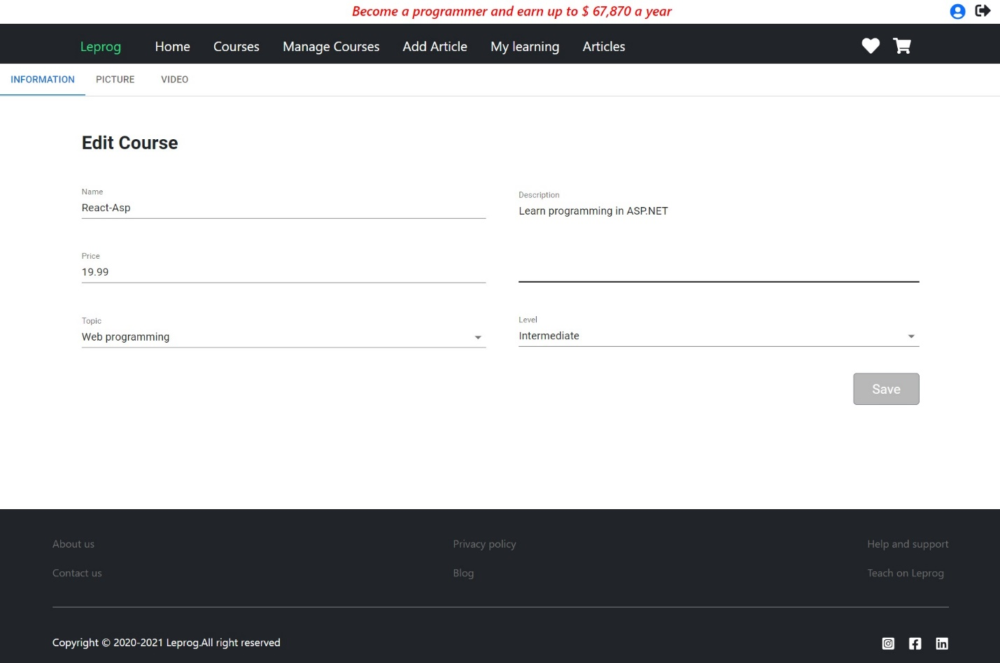 Become a programmer and earn up to $ 67,870 a year
Leprog Home Courses Manage Courses Add Article My learning Articles
INFORMATION PICTURE VIDEO
Edit Course
Name
React-Asp
Description
Learn programming in ASP.NET
Price
19.99
Topic
Web programming
Level
Intermediate
Save
About us Privacy policy Help and support
Contact us Blog Teach on Leprog
Copyright © 2020-2021 Leprog.All right reserved